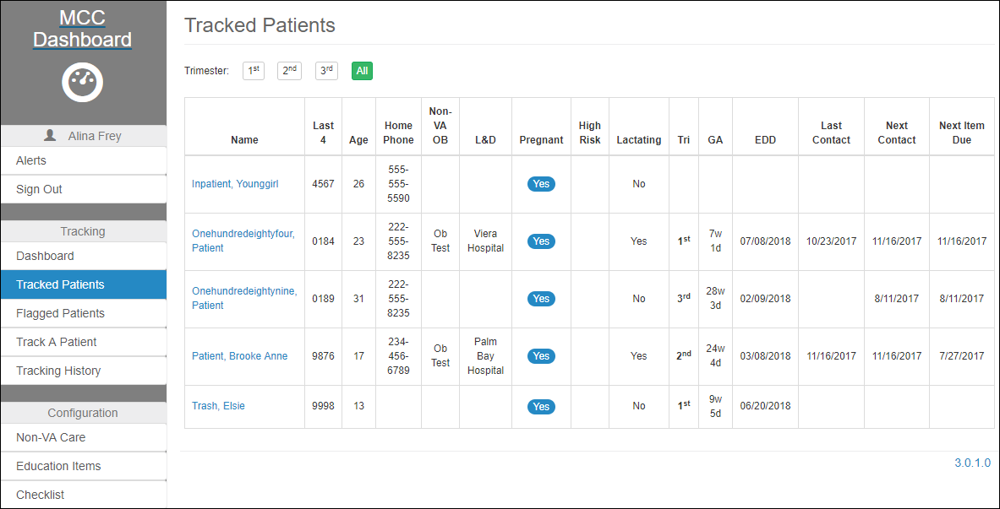 MCC
Dashboard
Alina Frey
Alerts
Sign Out
Tracking
Dashboard
Tracked Patients
Flagged Patients
Track A Patient
Tracking History
Configuration
Non-VA Care
Education Items
Checklist
Tracked Patients
Trimester: 1st 2nd 3rd All
Name Last 4 Age Home Phone Non-VA OB L&D Pregnant High Risk Lactating Tri GA EDD Last Contact Next Contact Next Item Due
Inpatient, Younggirl 4567 26 555-555-5590 Yes No
Onehundredeightyfour, Patient 0184 23 222-555-8235 Ob Test Viera Hospital Yes Yes 1st 7w 1d 07/08/2018 10/23/2017 11/16/2017 11/16/2017
Onehundredeightynine, Patient 0189 31 222-555-8235 Yes No 3rd 28w 3d 02/09/2018 8/11/2017 8/11/2017
Patient, Brooke Anne 9876 17 234-456-6789 Ob Test Palm Bay Hospital Yes Yes 2nd 24w 4d 03/08/2018 11/16/2017 11/16/2017 7/27/2017
Trash, Elsie 9998 13 Yes No 1st 9w 5d 06/20/2018
3.0.1.0